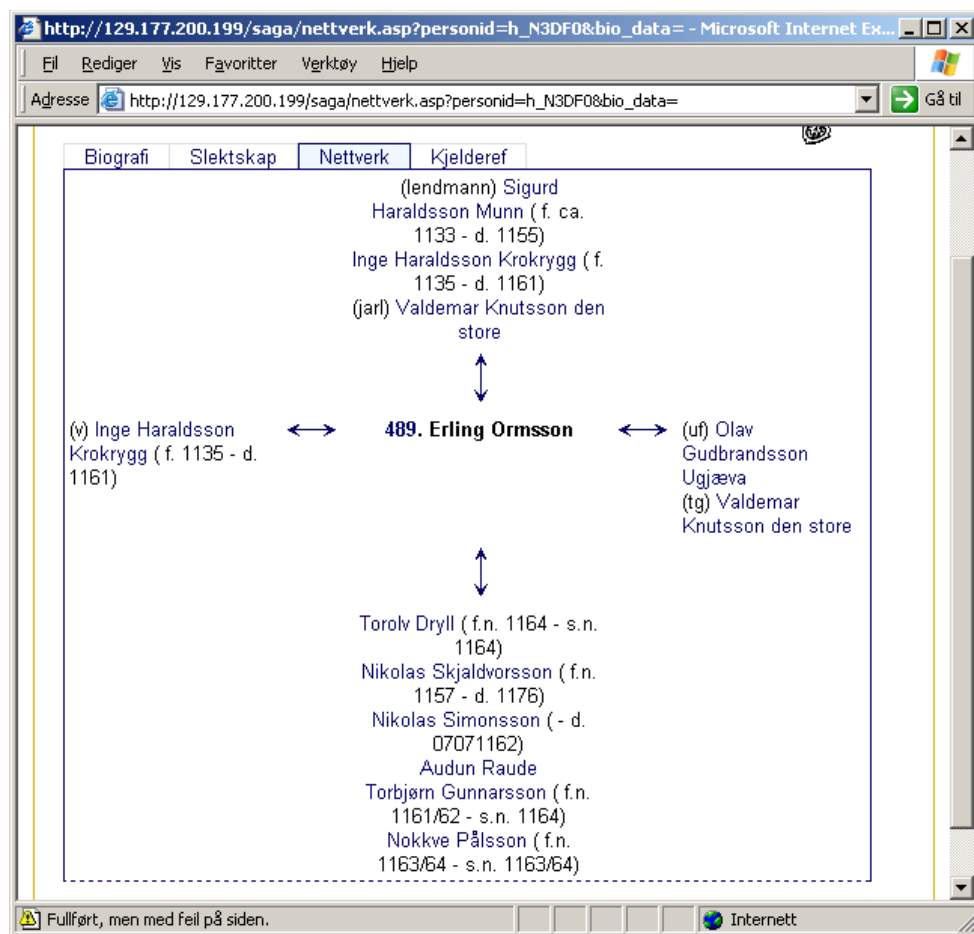 http://129.177.200.199/saga/nettverk.asp?personid=h_N3DF0&bio_data= - Microsoft Internet Ex...
Fil Rediger Vis Favoritter Verktøy Hjelp
Adresse http://129.177.200.199/saga/nettverk.asp?personid=h_N3DF0&bio_data= Gå til
Biografi Slektskap Nettverk Kjelderef
(lendmann) Sigurd
Haraldsson Munn ( f. ca.
1133 - d. 1155)
Inge Haraldsson Krokrygg ( f.
1135 - d. 1161)
(jarl) Valdemar Knutsson den
store
(v) Inge Haraldsson
Krokrygg ( f. 1135 - d.
1161)
489. Erling Ormsson
(uf) Olav
Gudbrandsson
Ugjæva
(tg) Valdemar
Knutsson den store
Torolv Dryll ( f.n. 1164 - s.n.
1164)
Nikolas Skjaldvorsson ( f.n.
1157 - d. 1176)
Nikolas Simonsson ( - d.
07071162)
Audun Raude
Torbjørn Gunnarsson ( f.n.
1161/62 - s.n. 1164)
Nokkve Pålsson ( f.n.
1163/64 - s.n. 1163/64)
Fullført, men med feil på siden. Internett